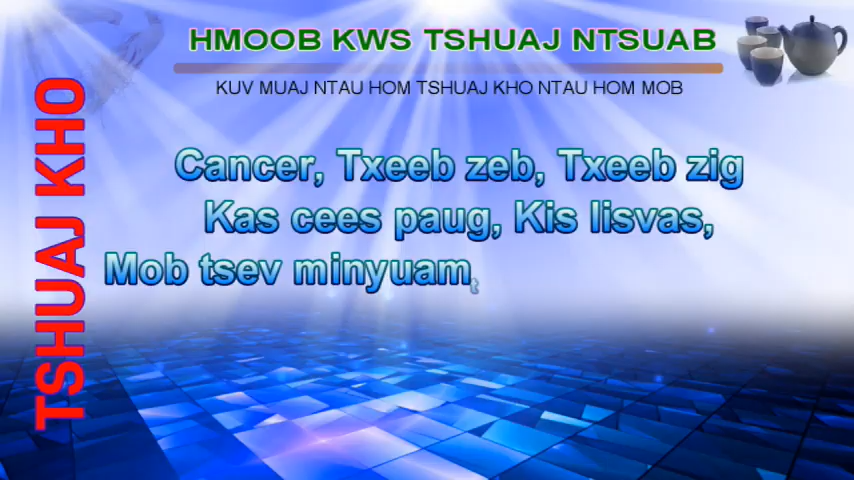 HMOOB KWS TSHUAJ NTSUAB
KUV MUAJ NTAU HOM TSHUAJ KHO NTAU HOM MOB
TSHUAJ KHO
Cancer, Txeeb zeb, Txeeb zig
Kas cees paug, Kis lisvas,
Mob tsev minyuam,t